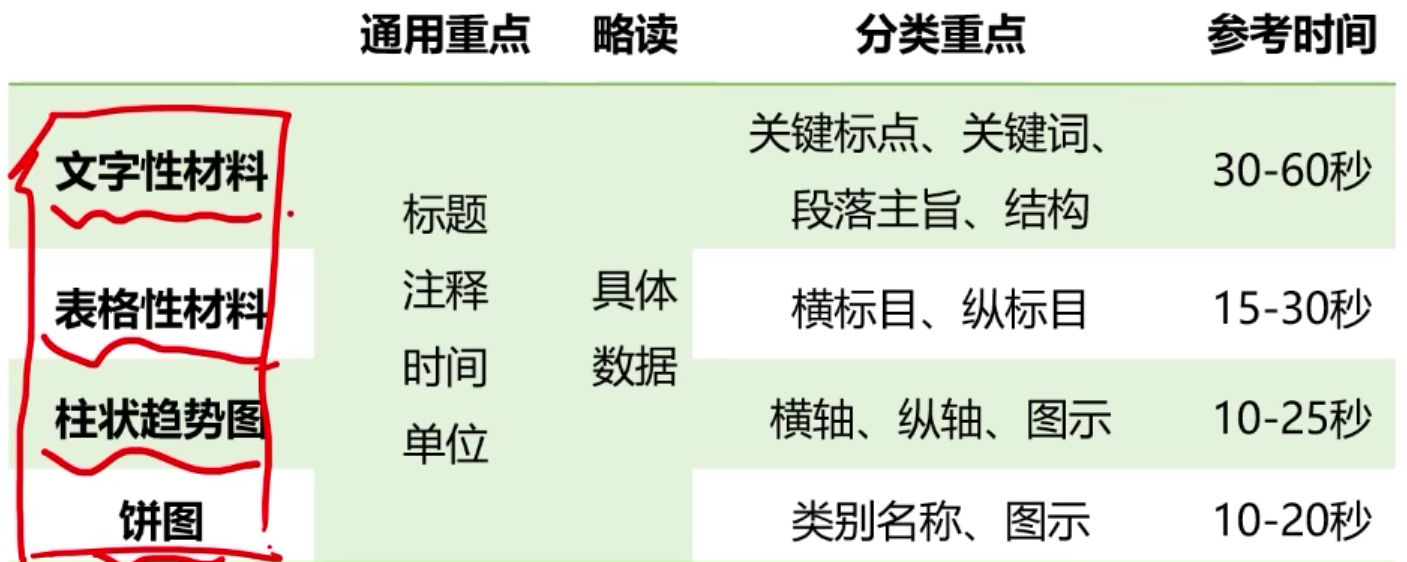 通用重点 略读 分类重点 参考时间
文字性材料 关键标点、关键词、
段落主旨、结构 30-60秒
标题
注释
时间
单位
具体
数据
表格性材料 横标目、纵标目 15-30秒
柱状趋势图 横轴、纵轴、图示 10-25秒
饼图 类别名称、图示 10-20秒